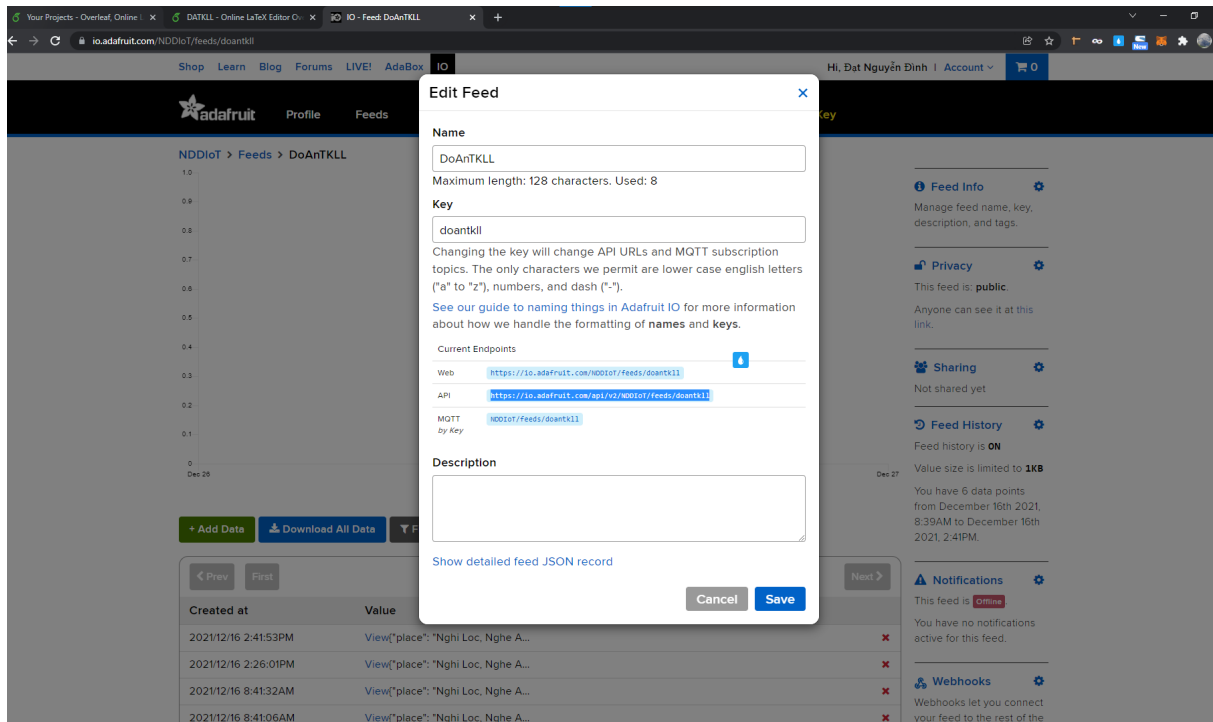 Your Projects - Overleaf, Online L
DATKLL - Online LaTeX Editor Ov
IO - Feed: DoAnTKLL
io.adafruit.com/NDDIoT/feeds/doantkll
New
Shop Learn Blog Forums LIVE! AdaBox IO
Hi, Đạt Nguyễn Đình | Account
0
adafruit
Profile
Feeds
Key
NDDIoT > Feeds > DoAnTKLL
1.0
0.9
0.8
0.7
0.6
0.5
0.4
0.3
0.2
0.1
0
Dec 26
Dec 27
+ Add Data
Download All Data
F
Prev
First
Next
Created at
Value
2021/12/16 2:41:53PM
View{"place": "Nghi Loc, Nghe A...
2021/12/16 2:26:01PM
View{"place": "Nghi Loc, Nghe A...
2021/12/16 8:41:32AM
View{"place": "Nghi Loc, Nghe A...
2021/12/16 8:41:06AM
View{"place": "Nghi Loc, Nghe A...
Edit Feed
Name
DoAnTKLL
Maximum length: 128 characters. Used: 8
Key
doantkll
Changing the key will change API URLs and MQTT subscription
topics. The only characters we permit are lower case english letters
("a" to "z"), numbers, and dash ("-").
See our guide to naming things in Adafruit IO for more information
about how we handle the formatting of names and keys.
Current Endpoints
Web
https://io.adafruit.com/NDDIoT/feeds/doantkll
API
https://io.adafruit.com/api/v2/NDDIoT/feeds/doantkll
MQTT
by Key
NDDIoT/feeds/doantkll
Description
Show detailed feed JSON record
Cancel
Save
Feed Info
Manage feed name, key,
description, and tags.
Privacy
This feed is: public.
Anyone can see it at this
link.
Sharing
Not shared yet
Feed History
Feed history is ON
Value size is limited to 1KB
You have 6 data points
from December 16th 2021,
8:39AM to December 16th
2021, 2:41PM.
Notifications
This feed is Offline
You have no notifications
active for this feed.
Webhooks
Webhooks let you connect
your feed to the rest of the